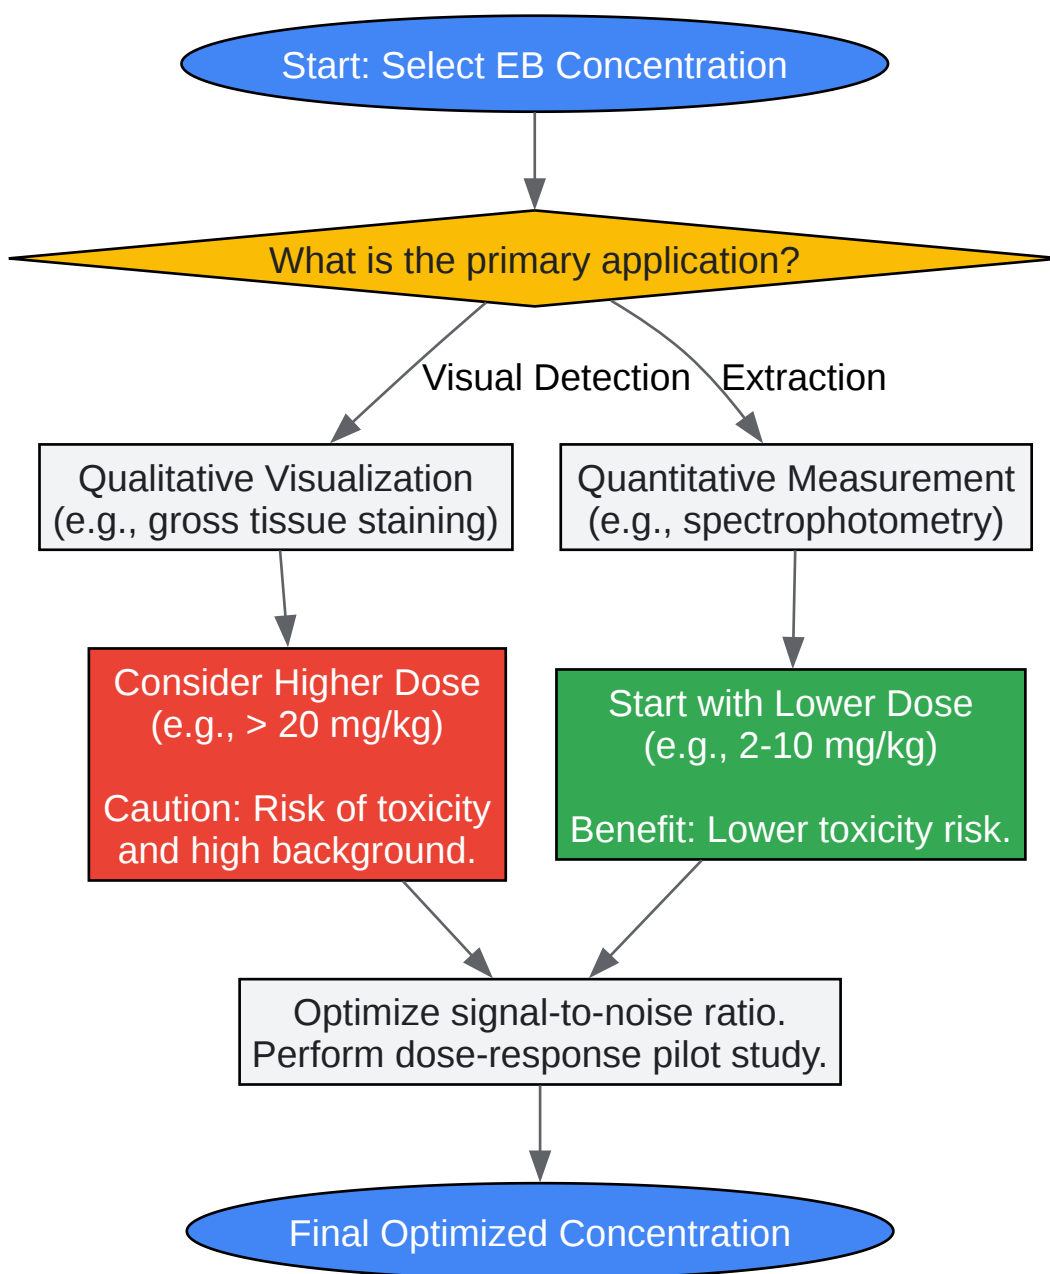 Start: Select EB Concentration
What is the primary application?
Visual Detection
Extraction
Qualitative Visualization
(e.g., gross tissue staining)
Quantitative Measurement
(e.g., spectrophotometry)
Consider Higher Dose
(e.g., > 20 mg/kg)
Caution: Risk of toxicity
and high background.
Start with Lower Dose
(e.g., 2-10 mg/kg)
Benefit: Lower toxicity risk.
Optimize signal-to-noise ratio.
Perform dose-response pilot study.
Final Optimized Concentration